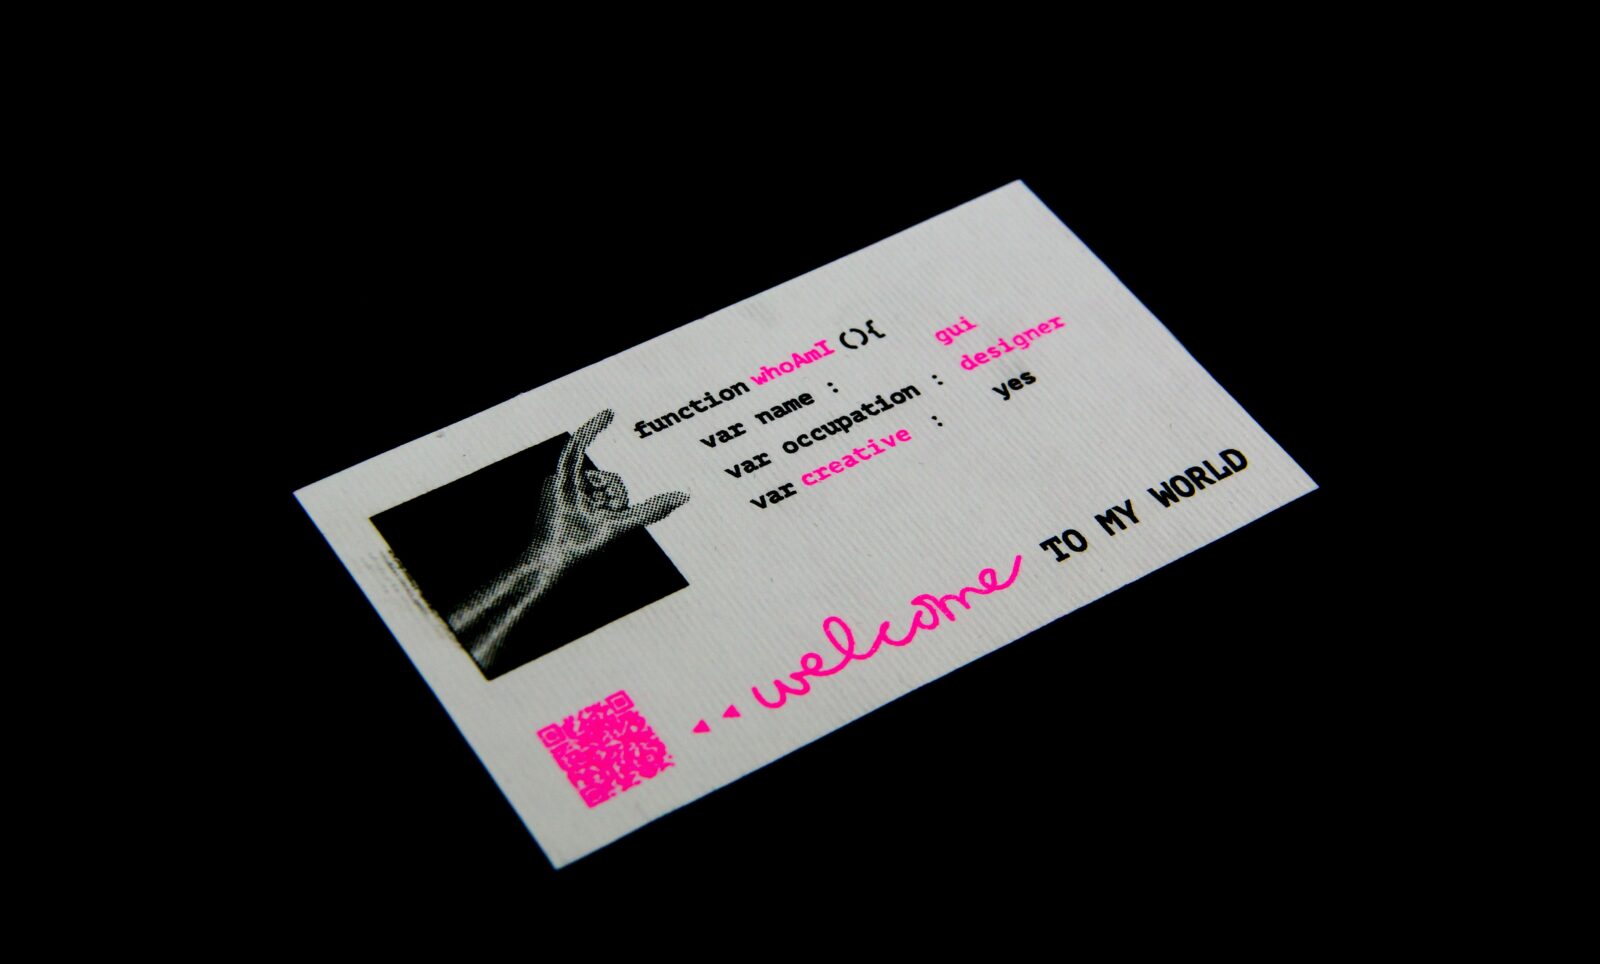 function whoAmI (){
var name : gui
var occupation : designer
var creative : yes
welcome TO MY WORLD